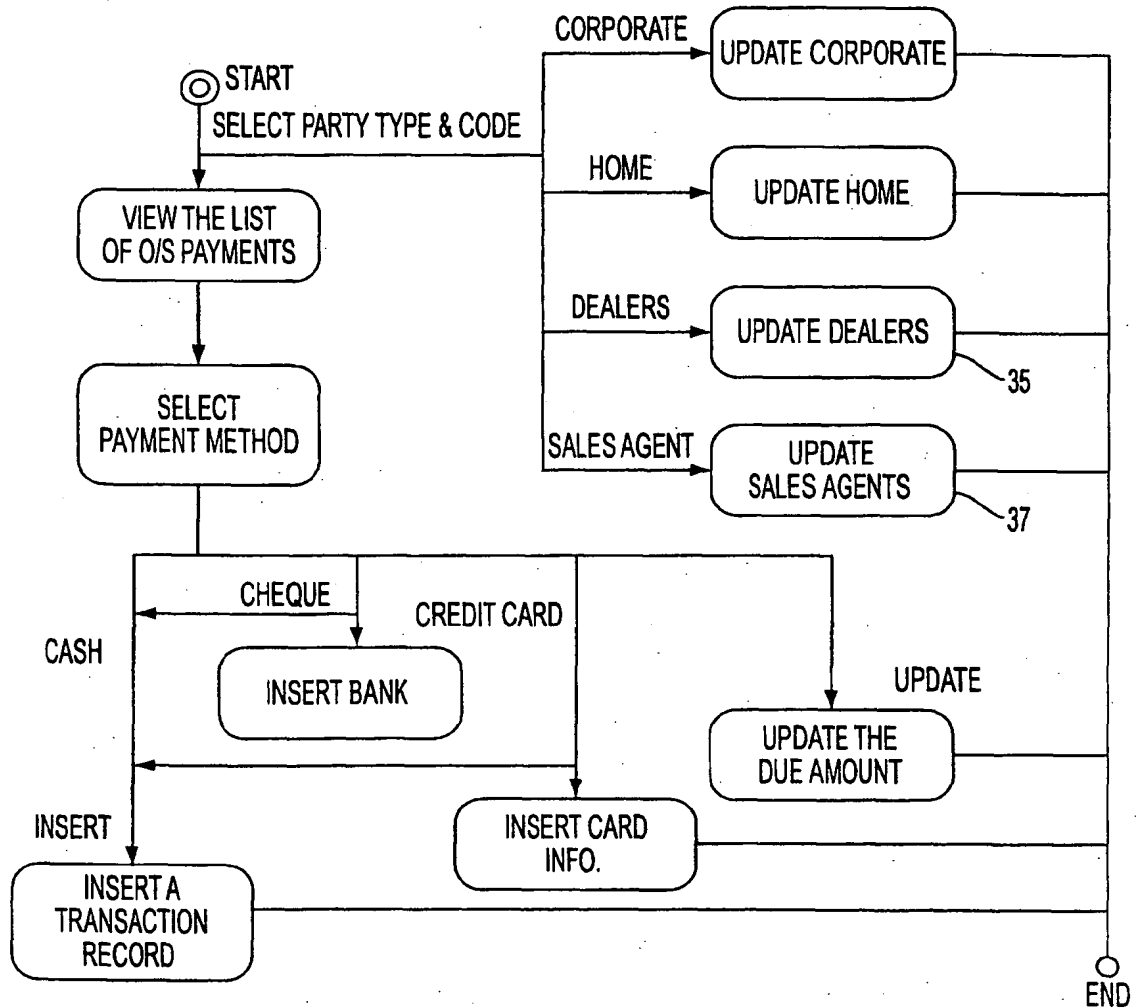 START
SELECT PARTY TYPE & CODE
VIEW THE LIST
OF O/S PAYMENTS
SELECT
PAYMENT METHOD
CORPORATE
UPDATE CORPORATE
HOME
UPDATE HOME
DEALERS
UPDATE DEALERS
35
SALES AGENT
UPDATE
SALES AGENTS
37
CHEQUE
CASH
INSERT BANK
CREDIT CARD
UPDATE
UPDATE THE
DUE AMOUNT
INSERT
INSERT CARD
INFO.
INSERT A
TRANSACTION
RECORD
END